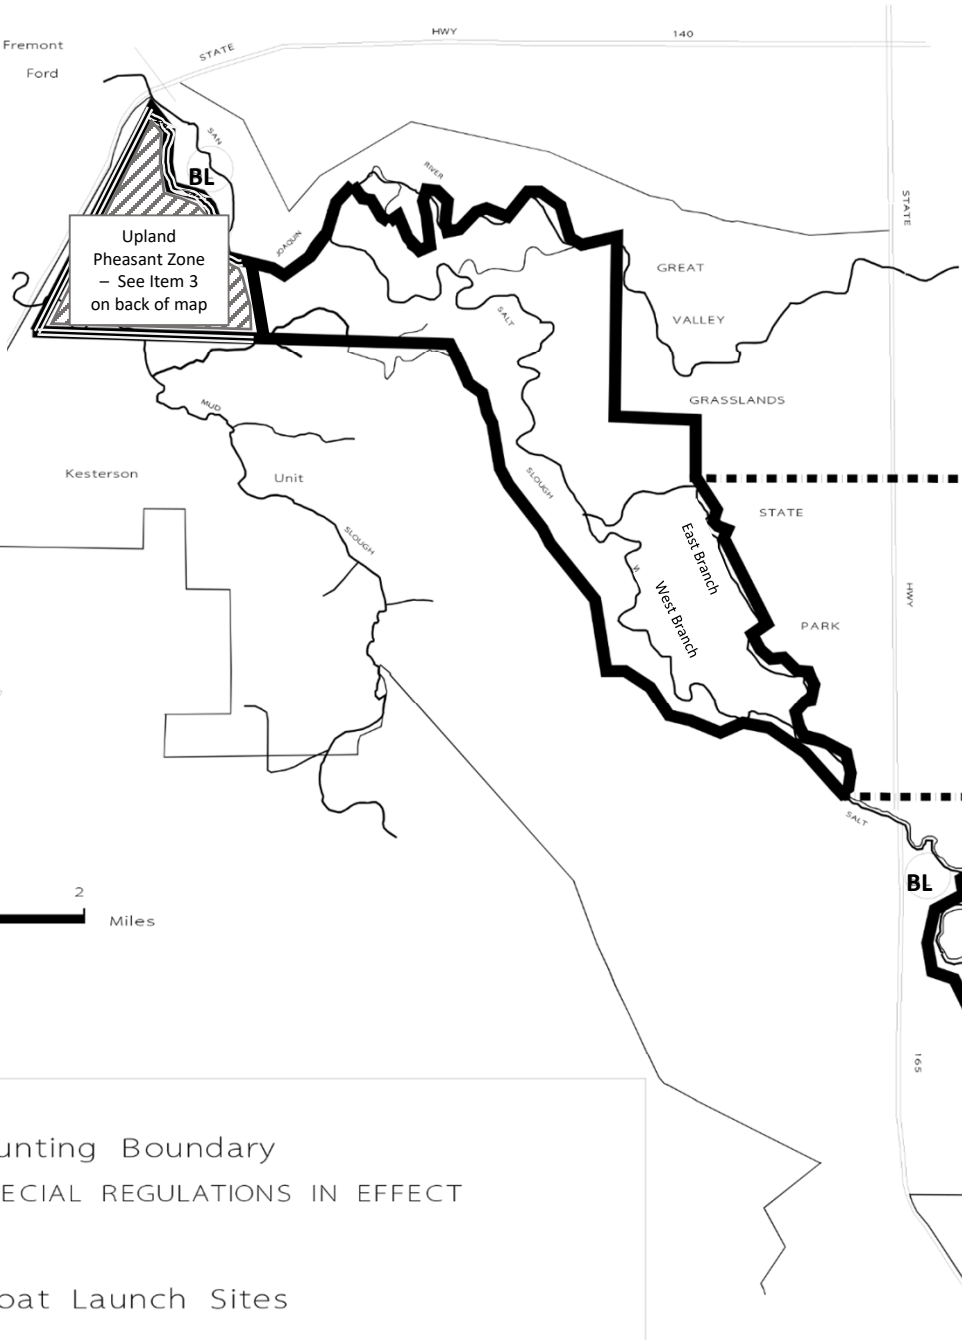 Fremont
Ford
STATE
HWY
140
SAN
BL
JOAQUIN
RIVER
STATE
Upland
Pheasant Zone
– See Item 3
on back of map
GREAT
VALLEY
GRASSLANDS
SALT
MUD
Kesterson
Unit
SLOUGH
SLOUGH
STATE
PARK
East Branch
West Branch
HWY
SALT
BL
165
2
Miles
unting Boundary
ECIAL REGULATIONS IN EFFECT
oat Launch Sites